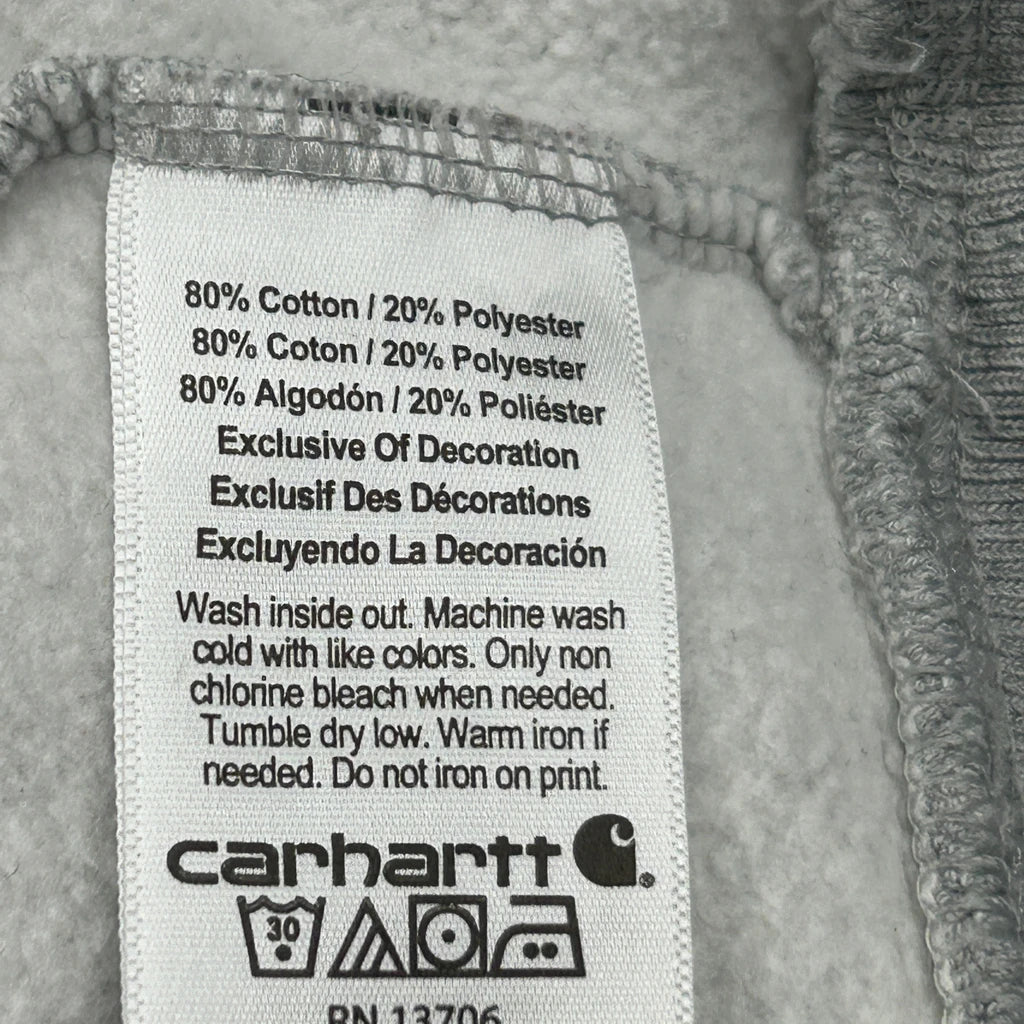 80% Cotton / 20% Polyester
80% Coton / 20% Polyester
80% Algodón / 20% Poliéster
Exclusive Of Decoration
Exclusif Des Décorations
Excluyendo La Decoración
Wash inside out. Machine wash
cold with like colors. Only non
chlorine bleach when needed.
Tumble dry low. Warm iron if
needed. Do not iron on print.
carhartt®
30
RN 13706